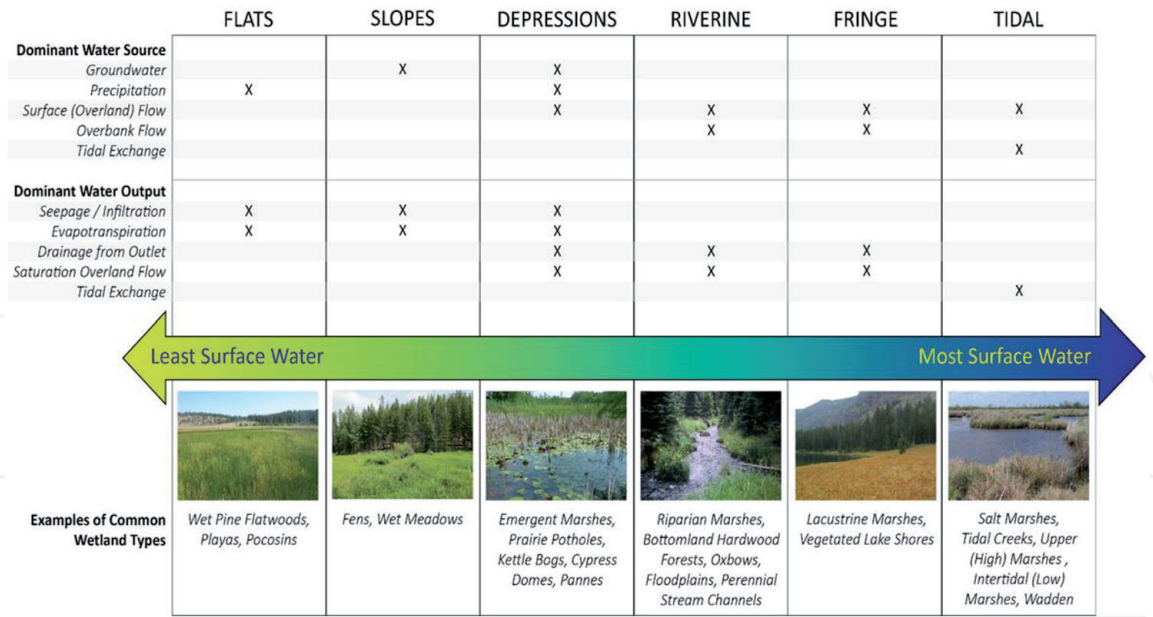 FLATS SLOPES DEPRESSIONS RIVERINE FRINGE TIDAL
Dominant Water Source
Groundwater X X
Precipitation X X
Surface (Overland) Flow X X X X
Overbank Flow X X
Tidal Exchange X
Dominant Water Output
Seepage / Infiltration X X X
Evapotranspiration X X X
Drainage from Outlet X X X
Saturation Overland Flow X X X
Tidal Exchange X
Least Surface Water Most Surface Water
Examples of Common
Wetland Types
Wet Pine Flatwoods,
Playas, Pocosins
Fens, Wet Meadows
Emergent Marshes,
Prairie Potholes,
Kettle Bogs, Cypress
Domes, Pannes
Riparian Marshes,
Bottomland Hardwood
Forests, Oxbows,
Floodplains, Perennial
Stream Channels
Lacustrine Marshes,
Vegetated Lake Shores
Salt Marshes,
Tidal Creeks, Upper
(High) Marshes ,
Intertidal (Low)
Marshes, Wadden